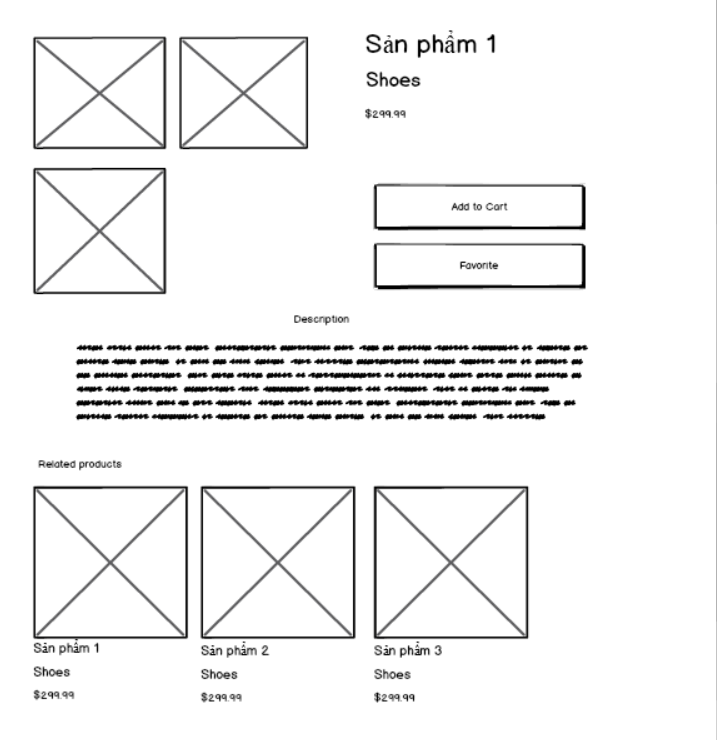 Sản phẩm 1
Shoes
$299.99
Add to Cart
Favorite
Description
Related products
Sản phẩm 1
Shoes
$299.99
Sản phẩm 2
Shoes
$299.99
Sản phẩm 3
Shoes
$299.99